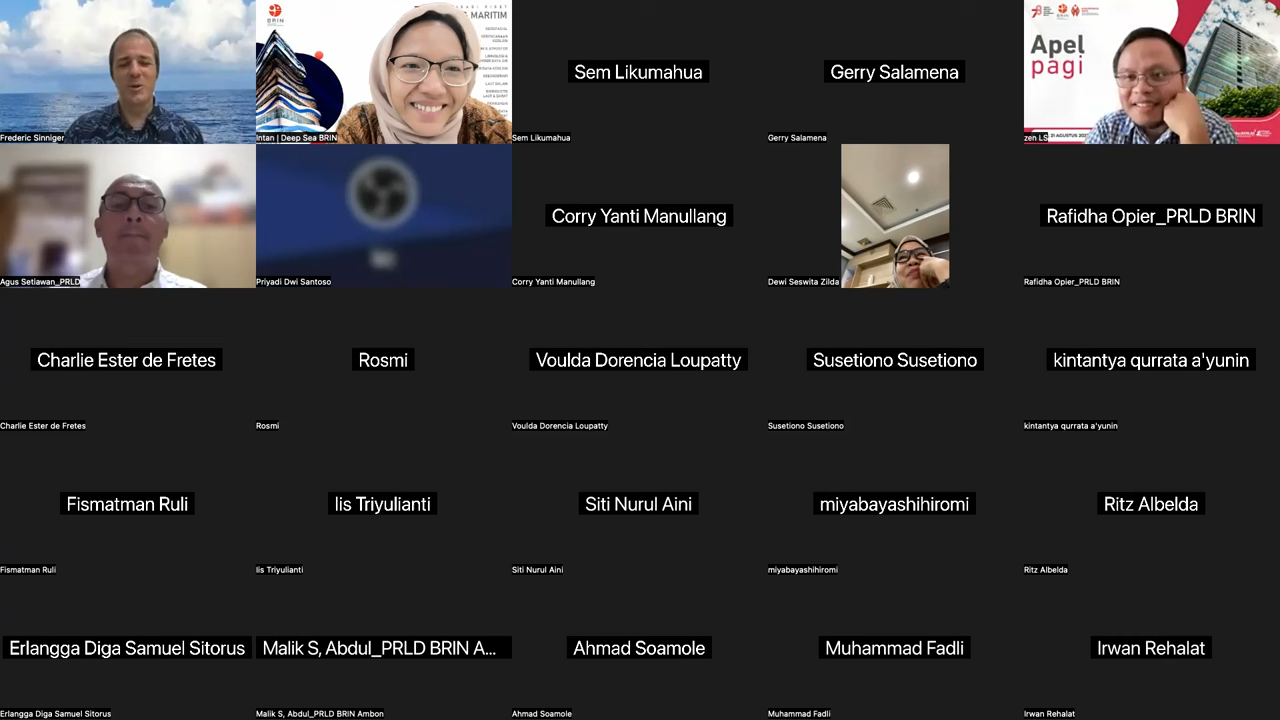 BRIN
MARITIM
Apel
pagi
Sem Likumahua
Gerry Salamena
Frederic Sinniger
Intan | Deep Sea BRIN
Sem Likumahua
Gerry Salamena
zen LS
21 AGUSTUS
Corry Yanti Manullang
Rafidha Opier_PRLD BRIN
Agus Setiawan_PRLD
Priyadi Dwi Santoso
Corry Yanti Manullang
Dewi Seswita Zilda
Rafidha Opier_PRLD BRIN
Charlie Ester de Fretes
Rosmi
Voulda Dorencia Loupatty
Susetiono Susetiono
kintantya qurrata a'yunin
Charlie Ester de Fretes
Rosmi
Voulda Dorencia Loupatty
Susetiono Susetiono
kintantya qurrata a'yunin
Fismatman Ruli
Iis Triyulianti
Siti Nurul Aini
miyabayashihiromi
Ritz Albelda
Fismatman Ruli
Iis Triyulianti
Siti Nurul Aini
miyabayashihiromi
Ritz Albelda
Erlangga Diga Samuel Sitorus
Malik S, Abdul_PRLD BRIN A...
Ahmad Soamole
Muhammad Fadli
Irwan Rehalat
Erlangga Diga Samuel Sitorus
Malik S, Abdul_PRLD BRIN Ambon
Ahmad Soamole
Muhammad Fadli
Irwan Rehalat